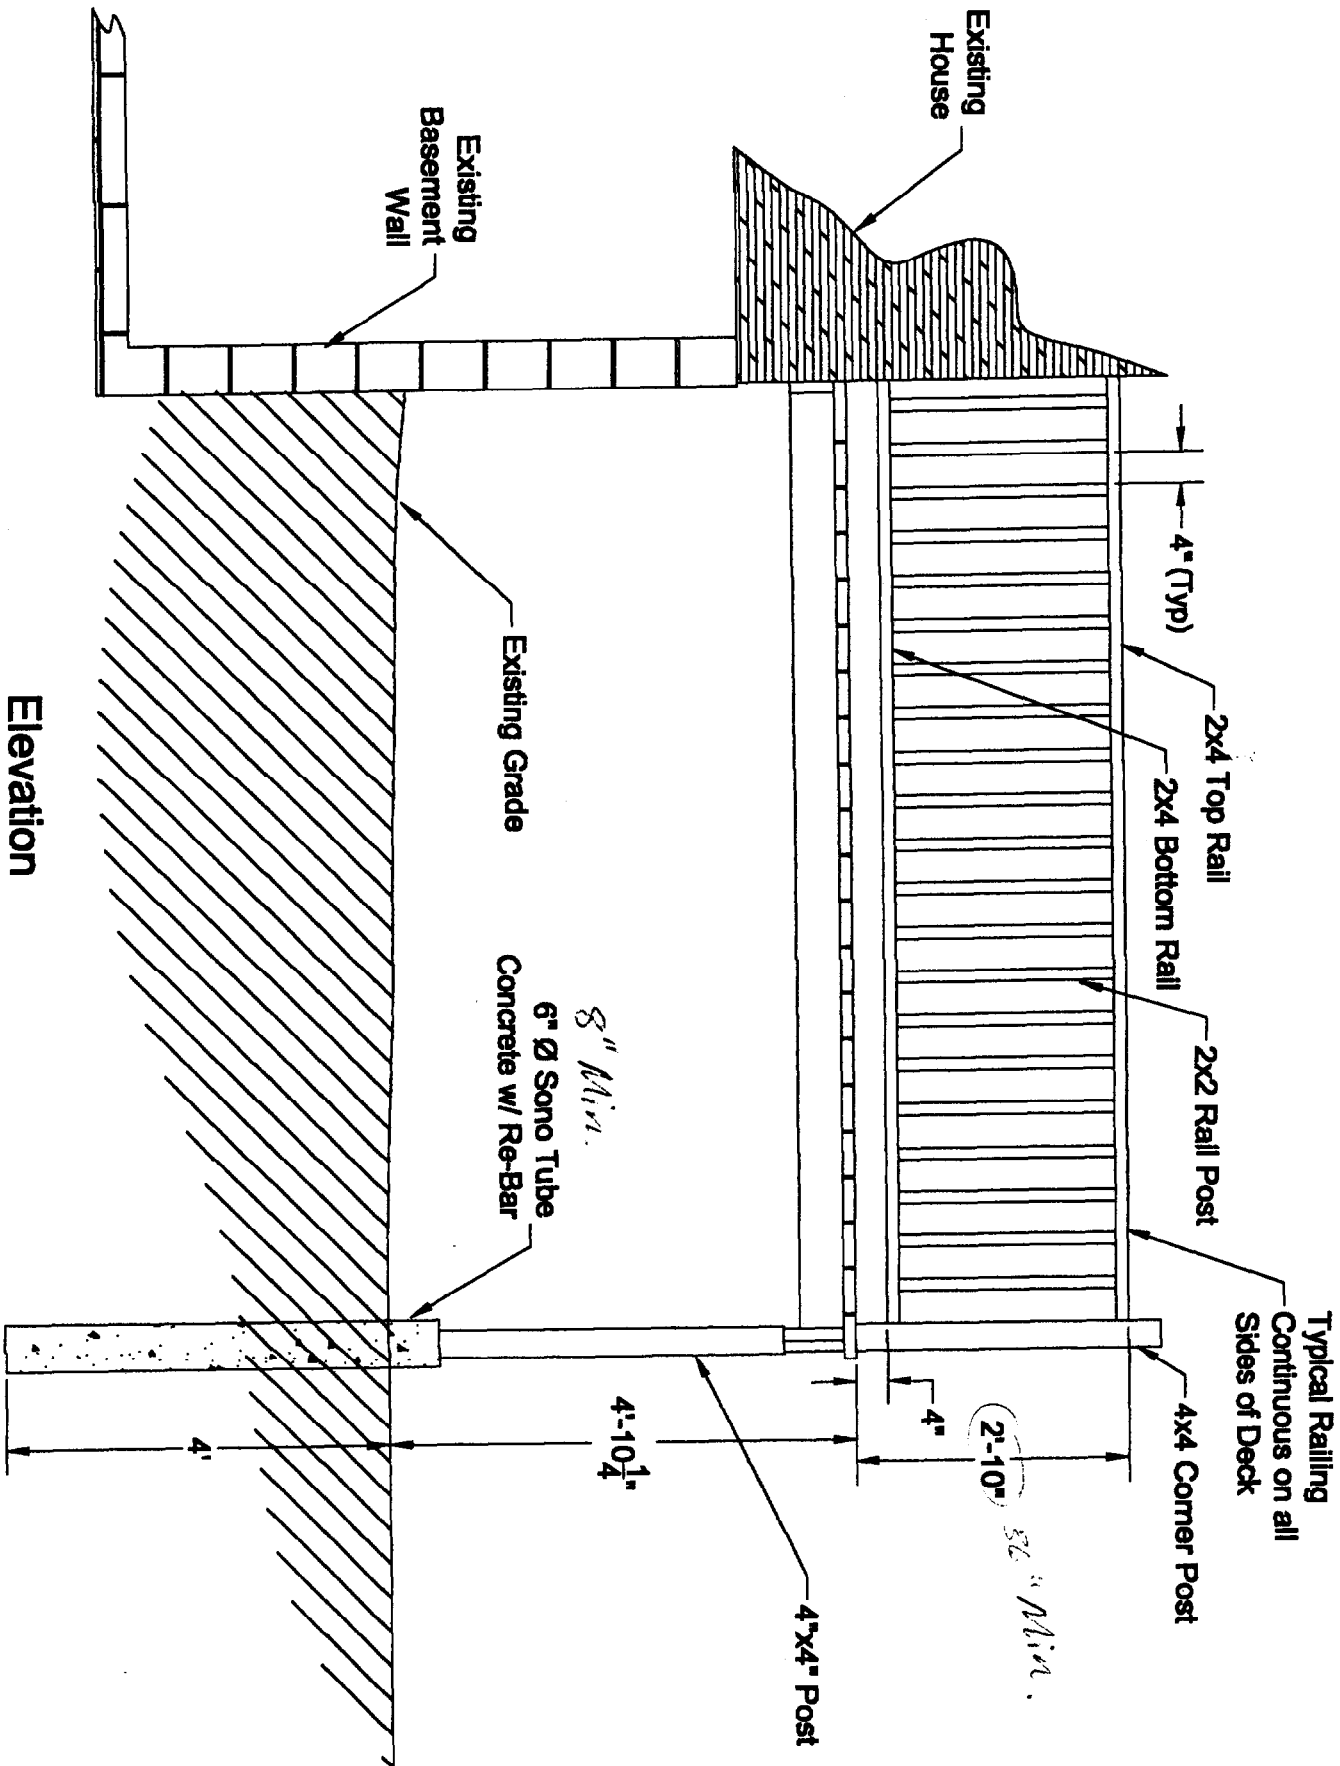 Typical Railing
Continuous on all
Sides of Deck
4x4 Corner Post
2x4 Top Rail
2x2 Rail Post
2x4 Bottom Rail
4" (Typ)
Existing
House
2'-10"
36" Min.
4"
4"x4" Post
4'-10 1/4"
8" Min.
6" Ø Sono Tube
Concrete w/ Re-Bar
Existing Grade
Existing
Basement
Wall
4'
Elevation